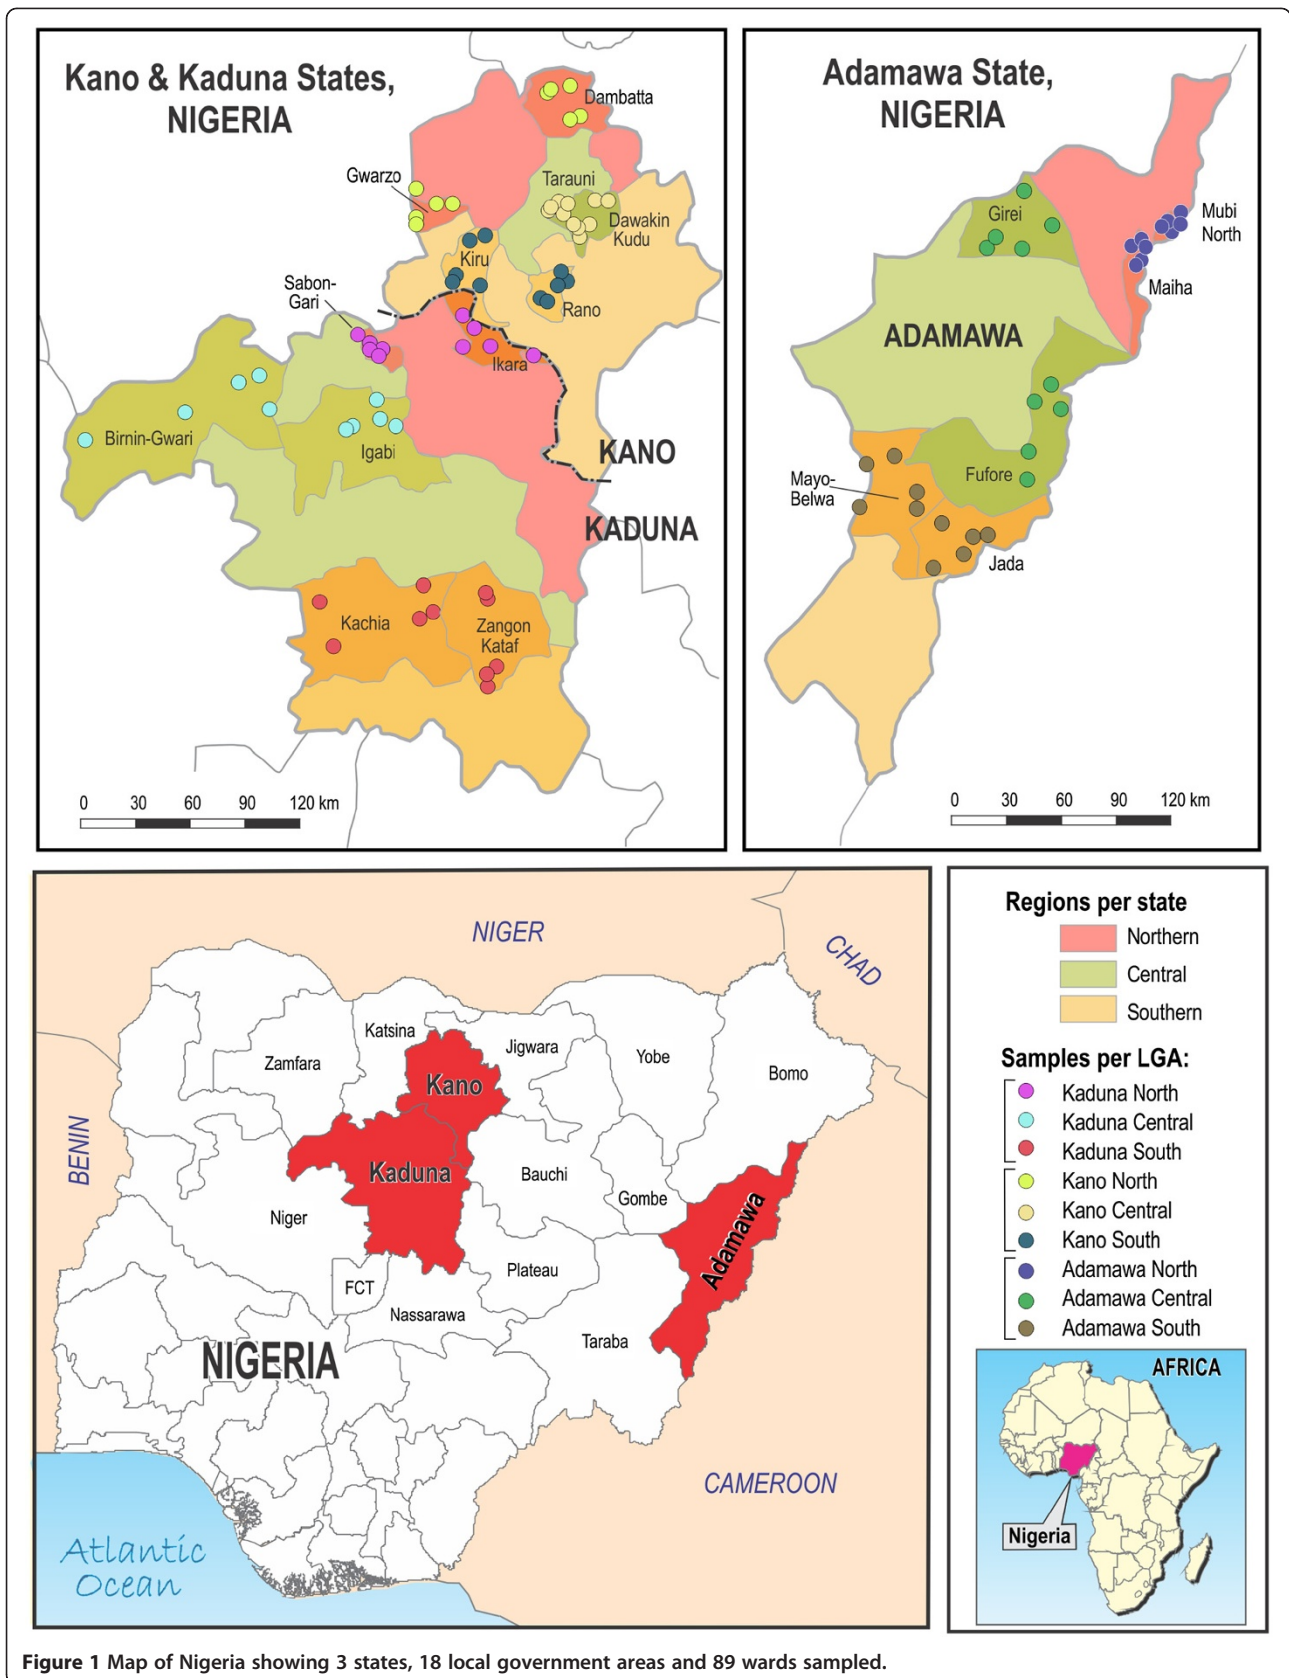 Kano & Kaduna States,
NIGERIA
Dambatta
Gwarzo
Tarauni
Dawakin
Kudu
Kiru
Sabon-
Gari
Rano
Ikara
Birnin-Gwari
Igabi
KANO
KADUNA
Kachia
Zangon
Kataf
0 30 60 90 120 km
Adamawa State,
NIGERIA
Girei
Mubi
North
Maiha
ADAMAWA
Mayo-
Belwa
Fufore
Jada
0 30 60 90 120 km
NIGER
CHAD
Katsina
Jigwara
Zamfara
Yobe
Kano
Bomo
BENIN
Kaduna
Bauchi
Gombe
Niger
Adamawa
FCT
Plateau
Nassarawa
Taraba
NIGERIA
CAMEROON
Atlantic
Ocean
Regions per state
Northern
Central
Southern
Samples per LGA:
Kaduna North
Kaduna Central
Kaduna South
Kano North
Kano Central
Kano South
Adamawa North
Adamawa Central
Adamawa South
AFRICA
Nigeria
Figure 1 Map of Nigeria showing 3 states, 18 local government areas and 89 wards sampled.